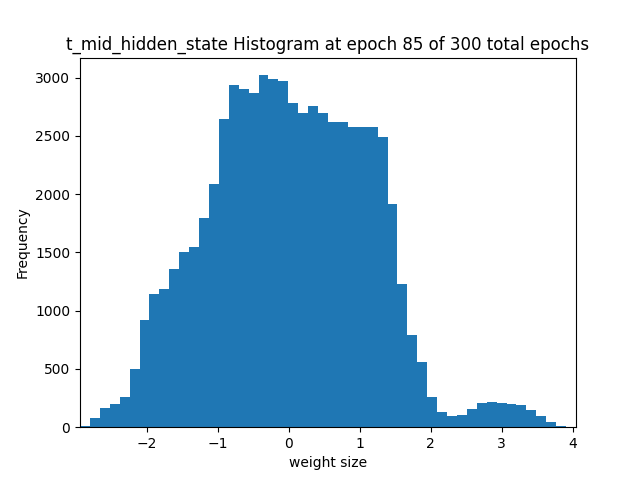 t_mid_hidden_state Histogram at epoch 85 of 300 total epochs
3000
2500
2000
1500
1000
500
0
Frequency
−2 −1 0 1 2 3 4
weight size